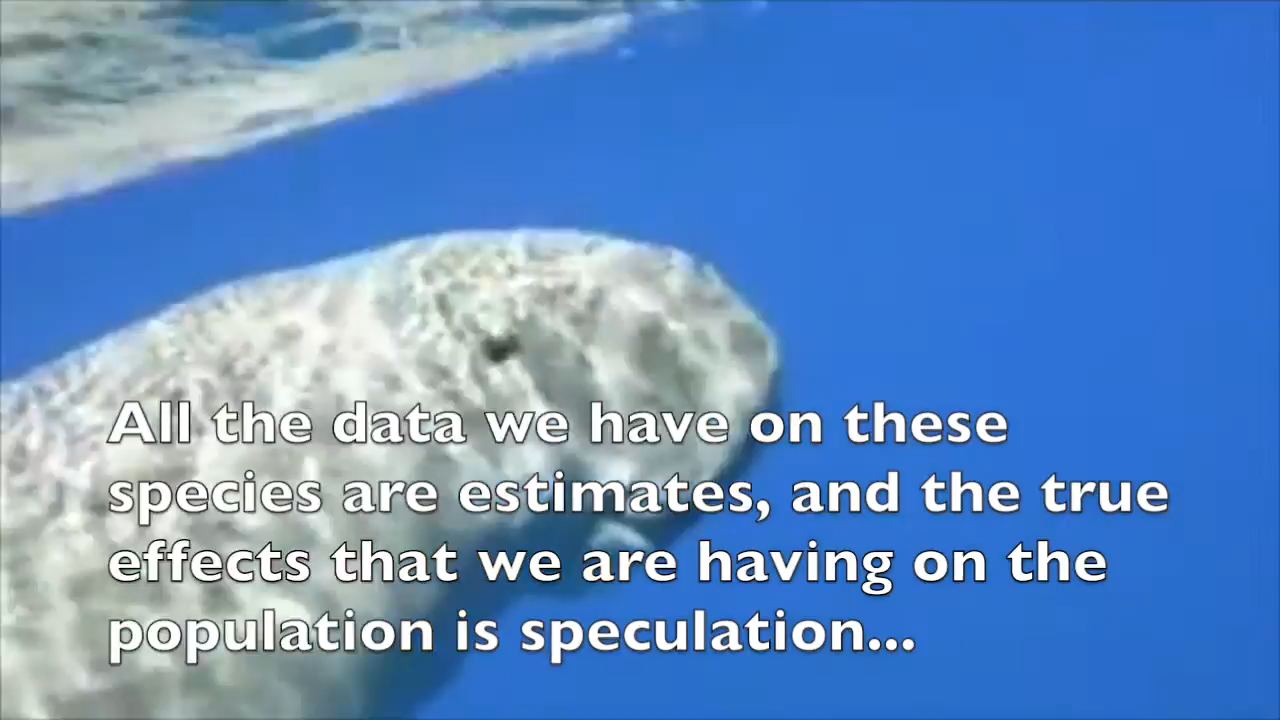 All the data we have on these
species are estimates, and the true
effects that we are having on the
population is speculation...